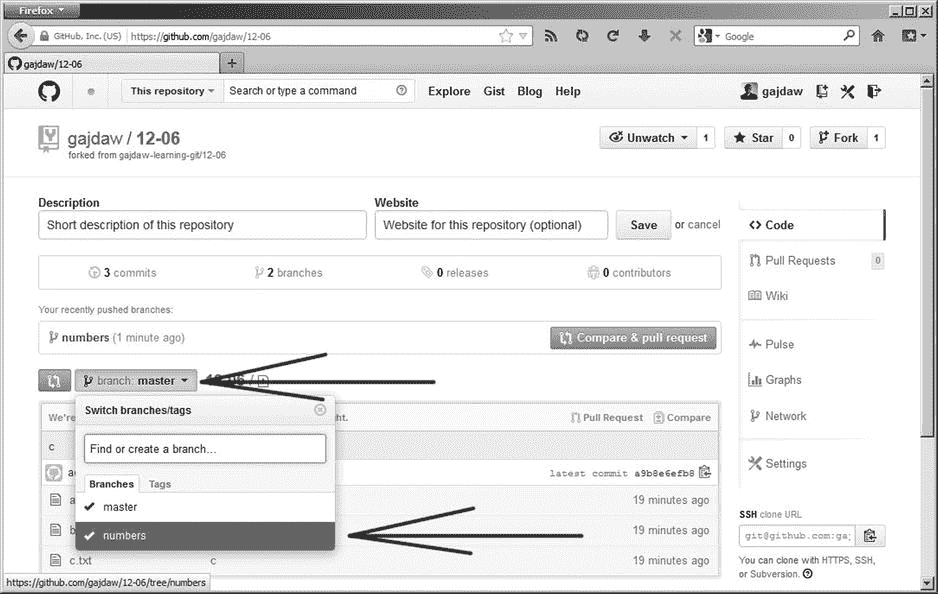 Firefox
GitHub, Inc. (US) https://github.com/gajdaw/12-06
Google
gajdaw/12-06
This repository Search or type a command Explore Gist Blog Help gajdaw
gajdaw / 12-06
forked from gajdaw-learning-git/12-06
Unwatch 1 Star 0 Fork 1
Description
Short description of this repository
Website
Website for this repository (optional)
Save or cancel
3 commits 2 branches 0 releases 0 contributors
Your recently pushed branches:
numbers (1 minute ago) Compare & pull request
branch: master 12-06 /
Switch branches/tags
Find or create a branch...
Branches Tags
master
numbers
We're ht. Pull Request Compare
c
latest commit a9b8e6efb8
a 19 minutes ago
b 19 minutes ago
c.txt c 19 minutes ago
Code
Pull Requests 0
Wiki
Pulse
Graphs
Network
Settings
SSH clone URL
git@github.com:gaj
You can clone with HTTPS, SSH,
or Subversion.
https://github.com/gajdaw/12-06/tree/numbers